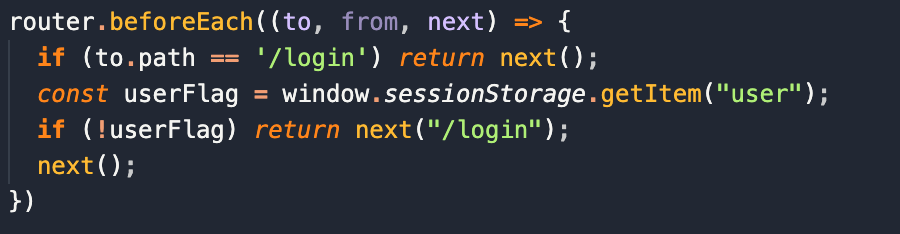 router.beforeEach((to, from, next) => {
  if (to.path == '/login') return next();
  const userFlag = window.sessionStorage.getItem("user");
  if (!userFlag) return next("/login");
  next();
})